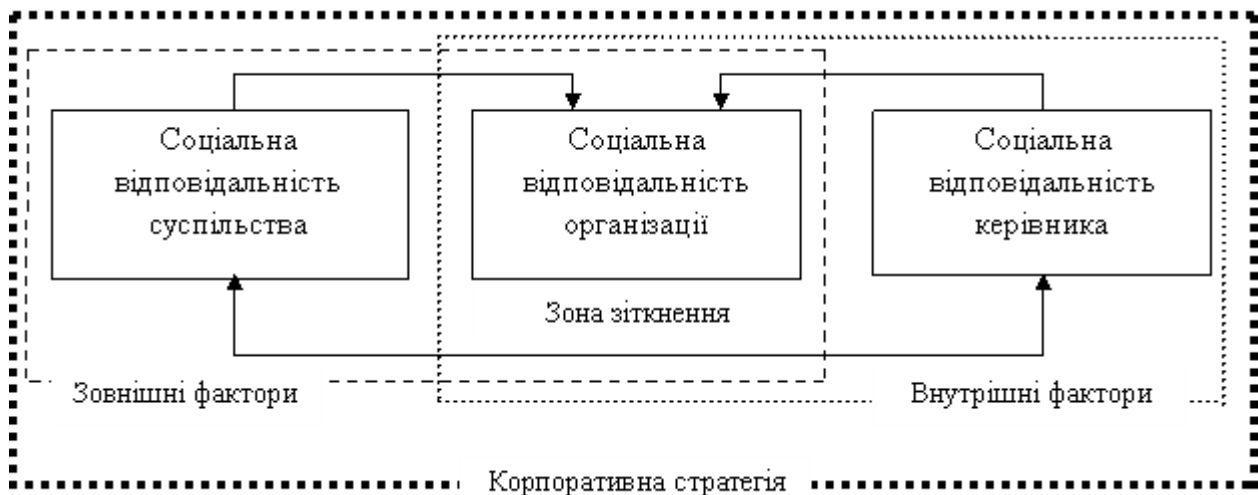 Соціальна
відповідальність
суспільства
Соціальна
відповідальність
організації
Соціальна
відповідальність
керівника
Зона зіткнення
Зовнішні фактори
Внутрішні фактори
Корпоративна стратегія